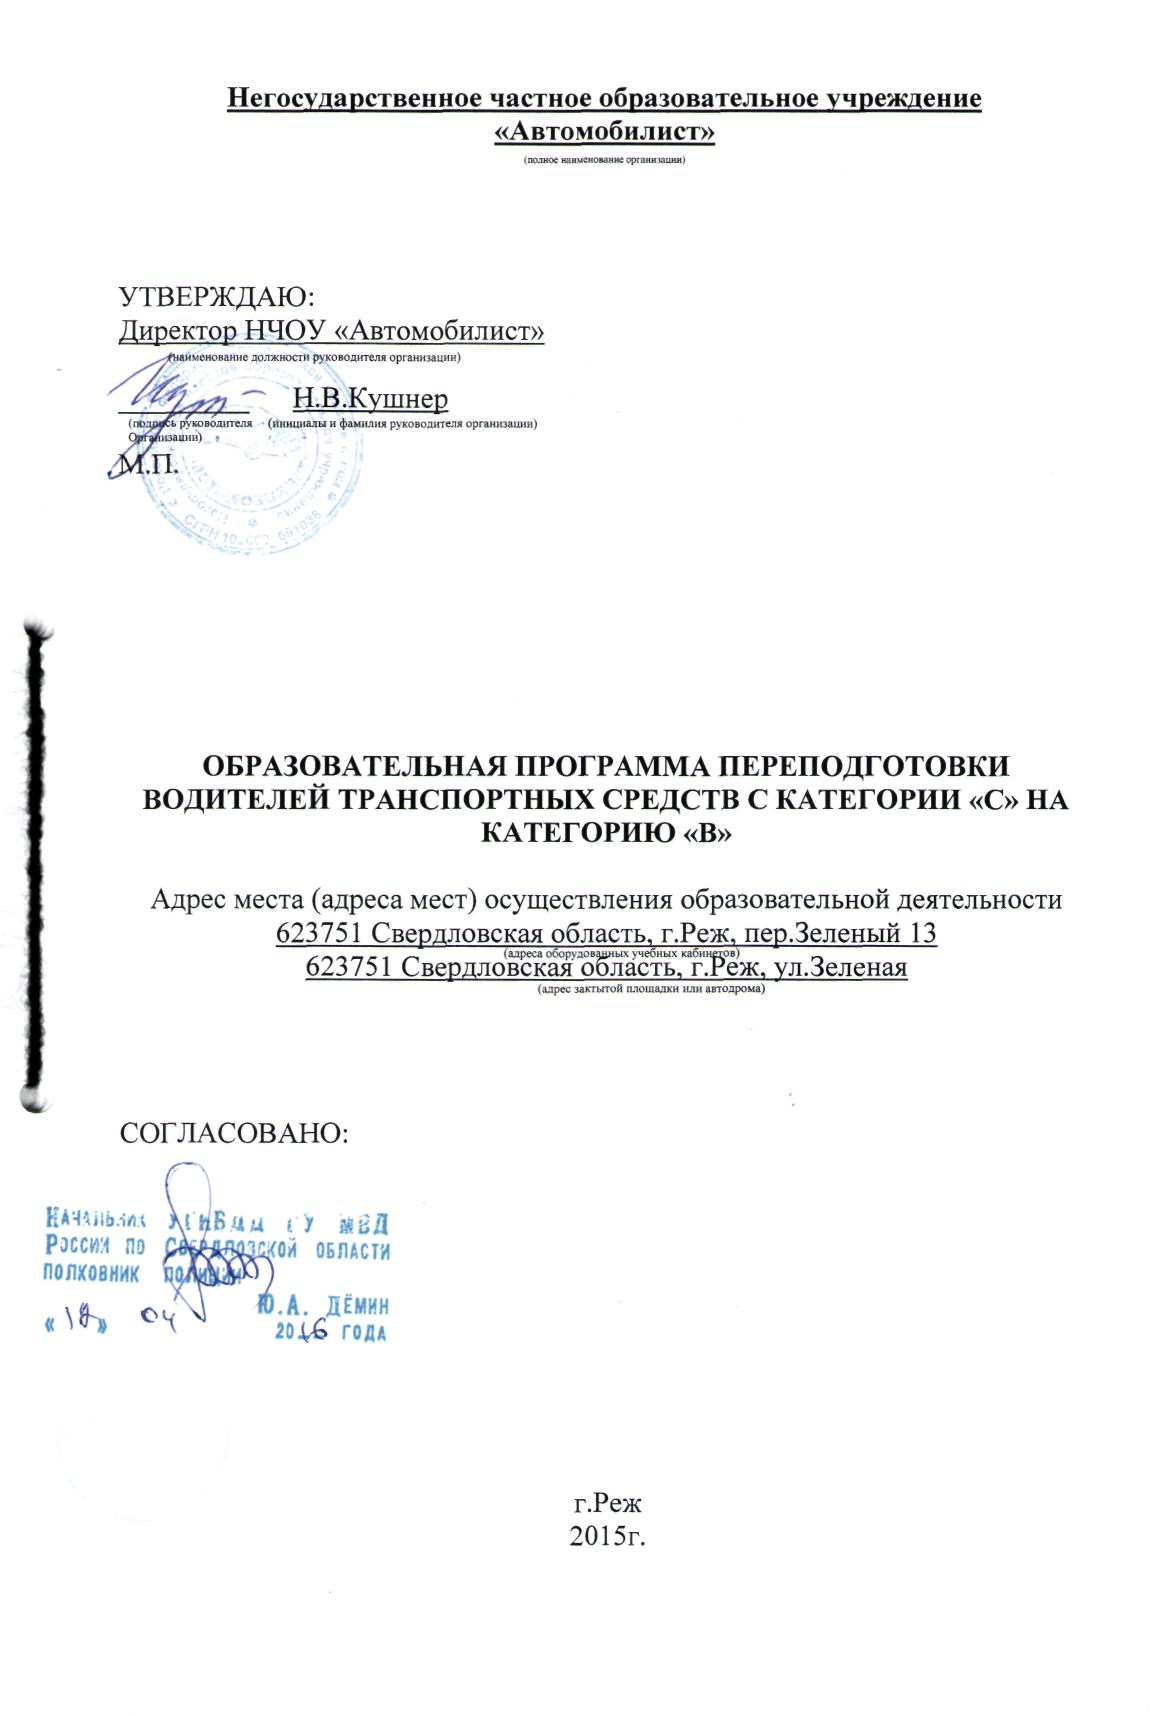 Негосударственное частное образовательное учреждение
«Автомобилист»
(полное наименование организации)
УТВЕРЖДАЮ:
Директор НЧОУ «Автомобилист»
(наименование должности руководителя организации)
Н.В.Кушнер
(подпись руководителя (инициалы и фамилия руководителя организации)
Организации)
М.П.
ОГРН
ОБРАЗОВАТЕЛЬНАЯ ПРОГРАММА ПЕРЕПОДГОТОВКИ
ВОДИТЕЛЕЙ ТРАНСПОРТНЫХ СРЕДСТВ С КАТЕГОРИИ «С» НА
КАТЕГОРИЮ «В»
Адрес места (адреса мест) осуществления образовательной деятельности
623751 Свердловская область, г.Реж, пер.Зеленый 13
(адреса оборудованных учебных кабинетов)
623751 Свердловская область, г.Реж, ул.Зеленая
(адрес зактытой площадки или автодрома)
СОГЛАСОВАНО:
Начальник УГИБДД ГУ МВД
России по Свердловской области
полковник полиции
Ю.А. Дёмин
«12» 04 2016 года
г.Реж
2015г.